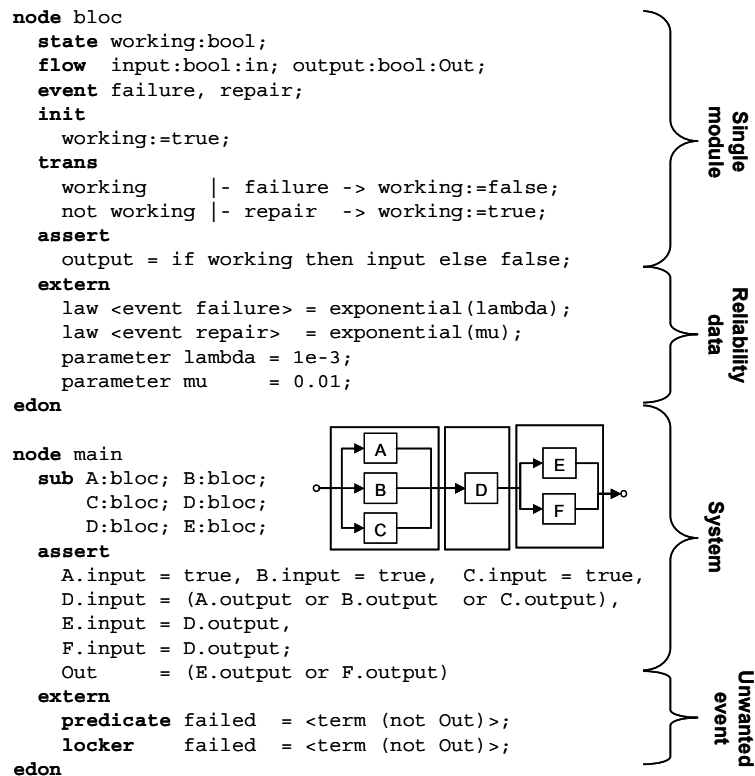 node bloc
state working:bool;
flow input:bool:in; output:bool:Out;
event failure, repair;
init
working:=true;
trans
working |- failure -> working:=false;
not working |- repair -> working:=true;
assert
output = if working then input else false;
extern
law <event failure> = exponential(lambda);
law <event repair> = exponential(mu);
parameter lambda = 1e-3;
parameter mu = 0.01;
edon
node main
sub A:bloc; B:bloc;
C:bloc; D:bloc;
D:bloc; E:bloc;
assert
A.input = true, B.input = true, C.input = true,
D.input = (A.output or B.output or C.output),
E.input = D.output,
F.input = D.output;
Out = (E.output or F.output)
extern
predicate failed = <term (not Out)>;
locker failed = <term (not Out)>;
edon
A
B
C
D
E
F
Single
module
Reliability
data
System
Unwanted
event